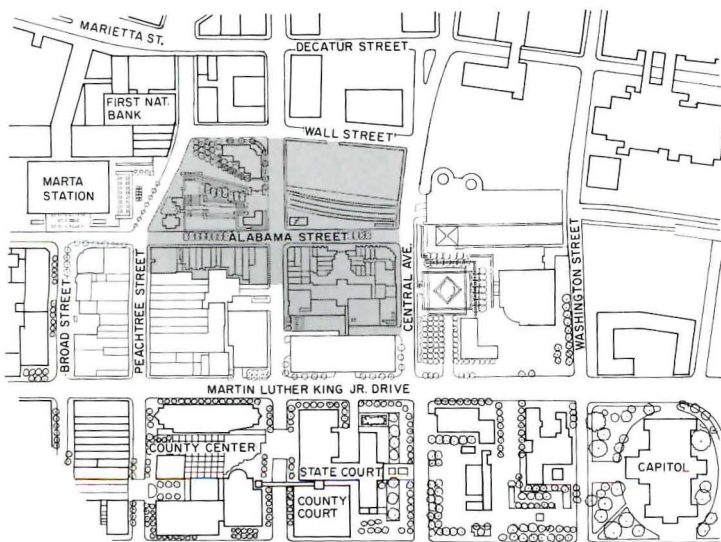 MARIETTA ST.
DECATUR STREET
FIRST NAT.
BANK
'WALL STREET'
MARTA
STATION
ALABAMA STREET
BROAD STREET
PEACHTREE STREET
CENTRAL AVE.
WASHINGTON STREET
MARTIN LUTHER KING JR. DRIVE
COUNTY CENTER
STATE COURT
CAPITOL
COUNTY
COURT